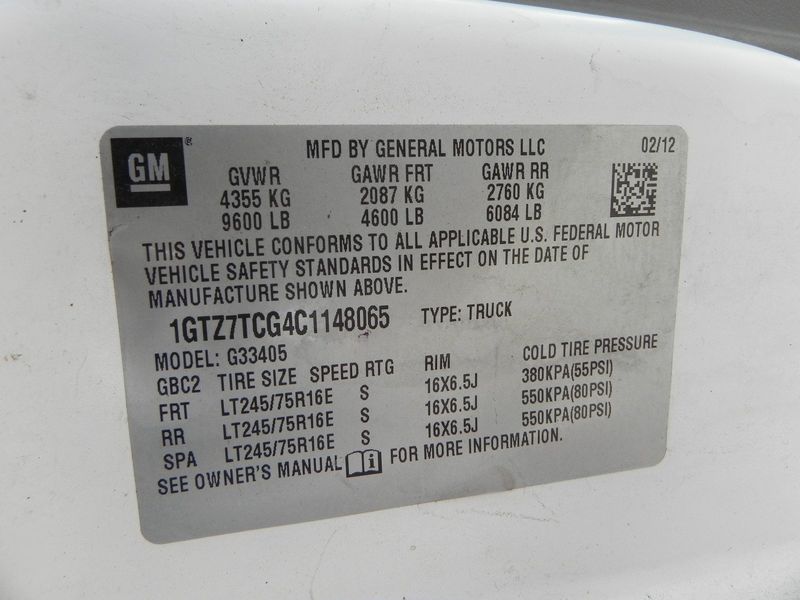 GM ® MFD BY GENERAL MOTORS LLC 02/12
GVWR GAWR FRT GAWR RR
4355 KG 2087 KG 2760 KG
9600 LB 4600 LB 6084 LB
THIS VEHICLE CONFORMS TO ALL APPLICABLE U.S. FEDERAL MOTOR
VEHICLE SAFETY STANDARDS IN EFFECT ON THE DATE OF
MANUFACTURE SHOWN ABOVE.
1GTZ7TCG4C1148065 TYPE: TRUCK
MODEL: G33405
GBC2 TIRE SIZE SPEED RTG RIM COLD TIRE PRESSURE
FRT LT245/75R16E S 16X6.5J 380KPA(55PSI)
RR LT245/75R16E S 16X6.5J 550KPA(80PSI)
SPA LT245/75R16E S 16X6.5J 550KPA(80PSI)
SEE OWNER'S MANUAL i FOR MORE INFORMATION.